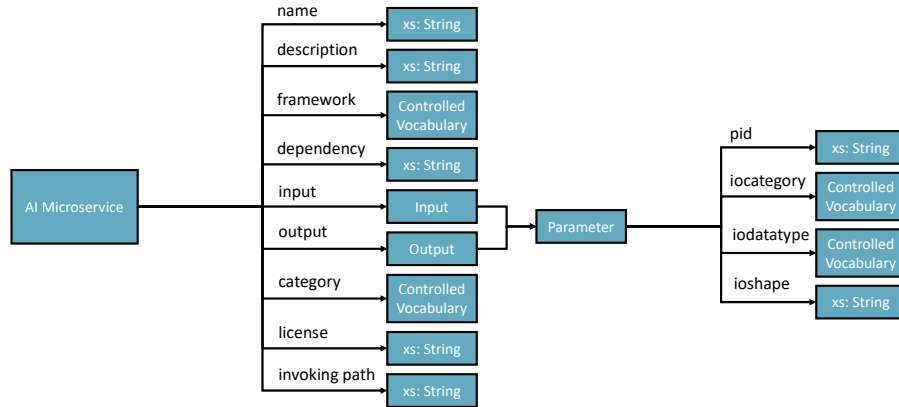 name
xs: String
description
xs: String
framework
Controlled
Vocabulary
dependency
xs: String
AI Microservice
input
Input
output
Output
category
Controlled
Vocabulary
license
xs: String
invoking path
xs: String
Parameter
pid
xs: String
iocategory
Controlled
Vocabulary
iodatatype
Controlled
Vocabulary
ioshape
xs: String